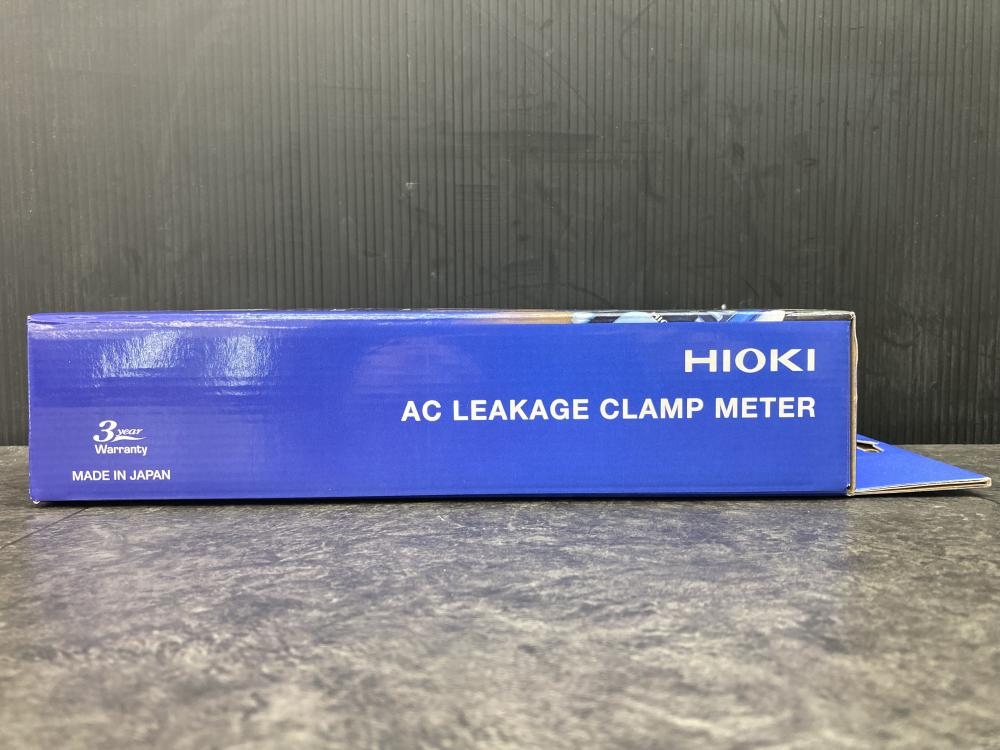 HIOKI
AC LEAKAGE CLAMP METER
3 year
Warranty
MADE IN JAPAN